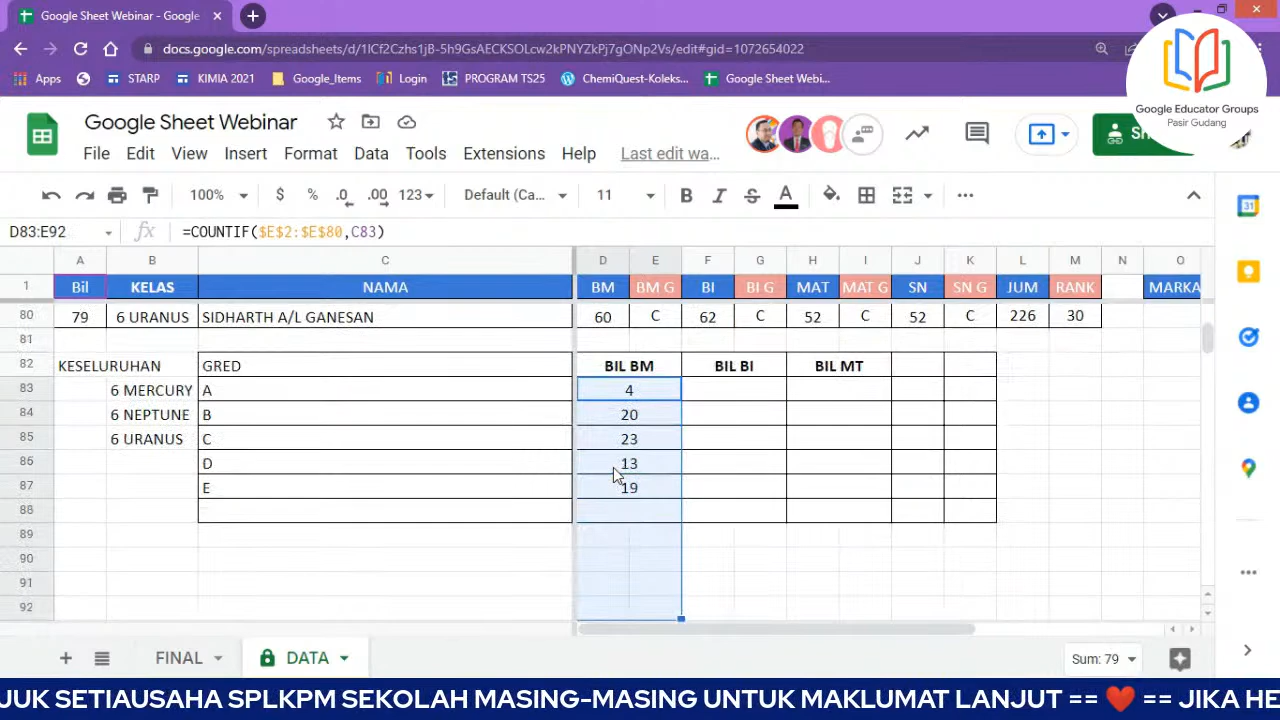 Google Sheet Webinar - Google
docs.google.com/spreadsheets/d/1ICf2Czhs1jB-5h9GsAECKSOLcw2kPNYZkPj7gONp2Vs/edit#gid=1072654022
Apps STARP KIMIA 2021 Google_Items Login PROGRAM TS25 ChemiQuest-Koleks... Google Sheet Webi...
Google Educator Groups
Pasir Gudang
Google Sheet Webinar
File Edit View Insert Format Data Tools Extensions Help Last edit wa...
100% $ % .0 .00 123 Default (Ca... 11 B I S A
D83:E92 fx =COUNTIF($E$2:$E$80,C83)
A B C D E F G H I J K L M N O
1 Bil KELAS NAMA BM BM G BI BI G MAT MAT G SN SN G JUM RANK MARKA
80 79 6 URANUS SIDHARTH A/L GANESAN 60 C 62 C 52 C 52 C 226 30
81
82 KESELURUHAN GRED BIL BM BIL BI BIL MT
83 6 MERCURY A 4
84 6 NEPTUNE B 20
85 6 URANUS C 23
86 D 13
87 E 19
88
89
90
91
92
FINAL DATA Sum: 79
JUK SETIAUSAHA SPLKPM SEKOLAH MASING-MASING UNTUK MAKLUMAT LANJUT == ❤️ == JIKA HE